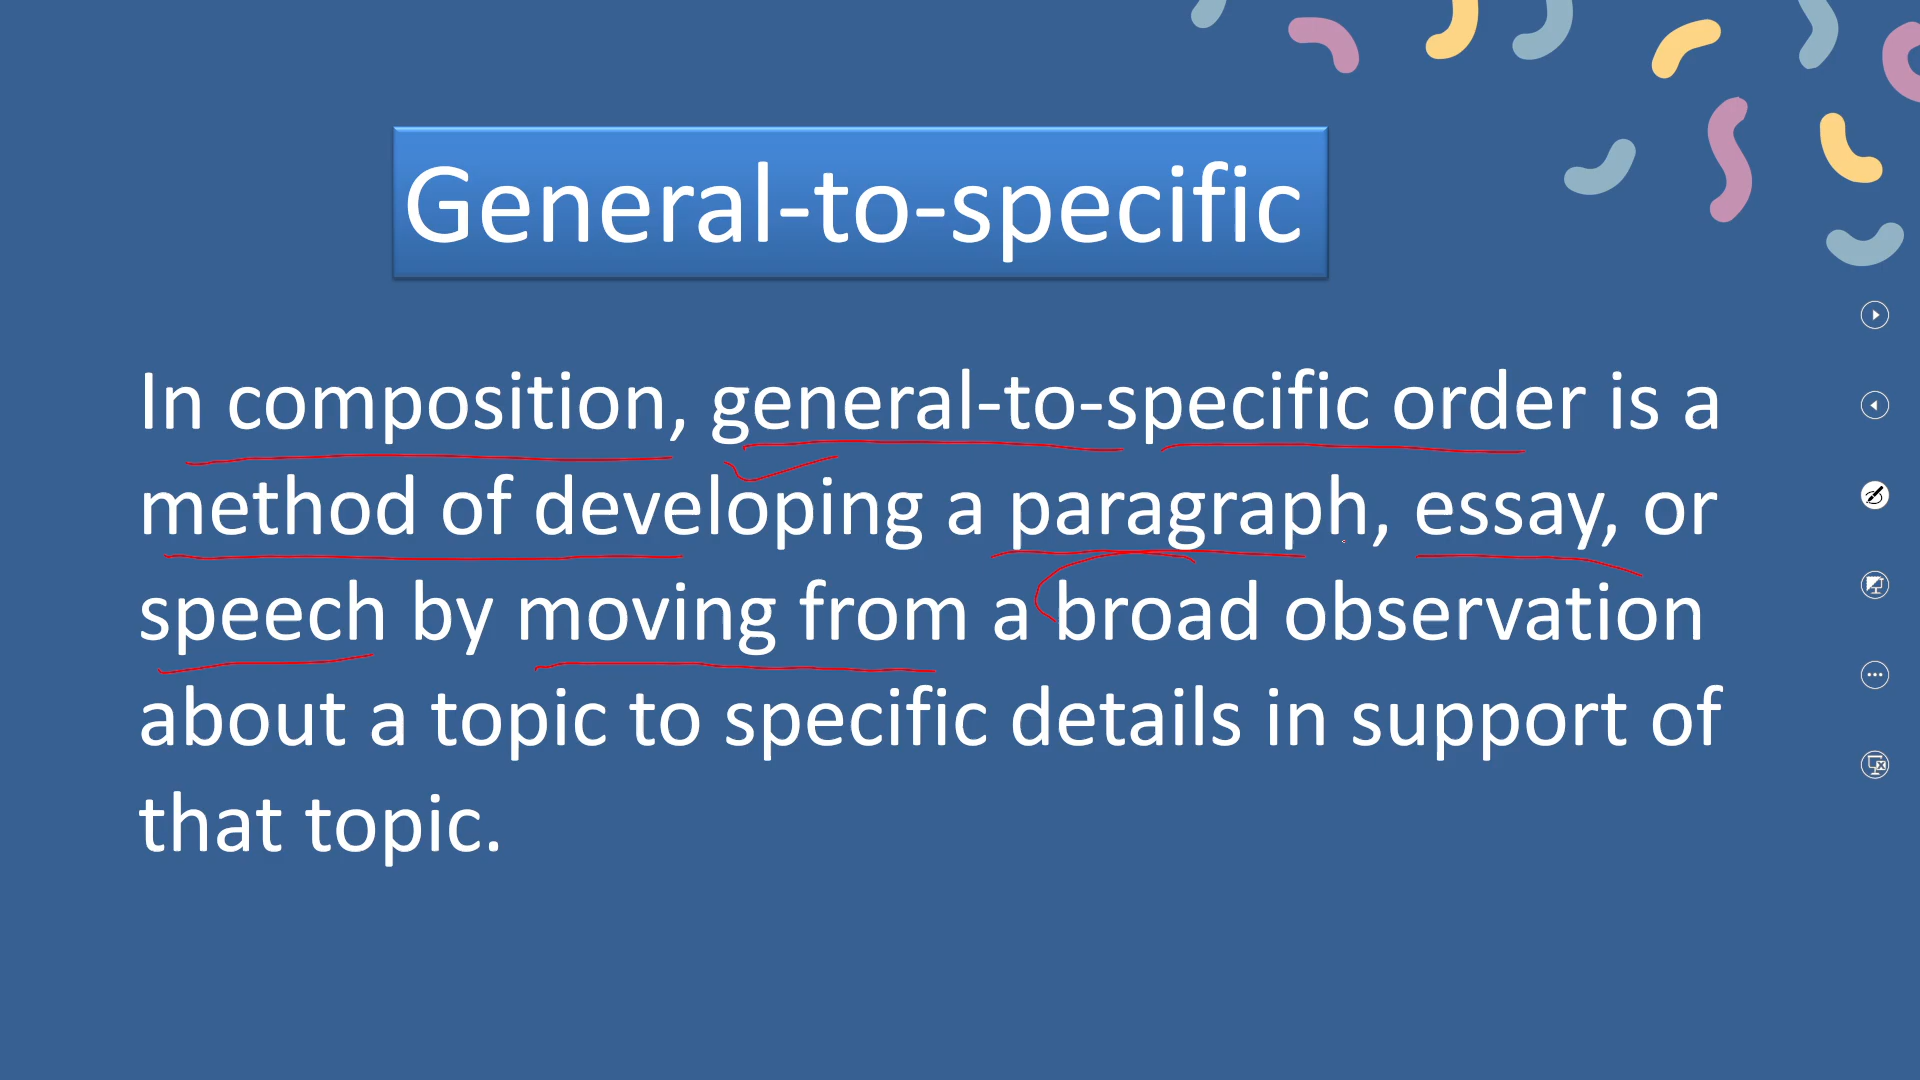 General-to-specific
In composition, general-to-specific order is a
method of developing a paragraph, essay, or
speech by moving from a broad observation
about a topic to specific details in support of
that topic.